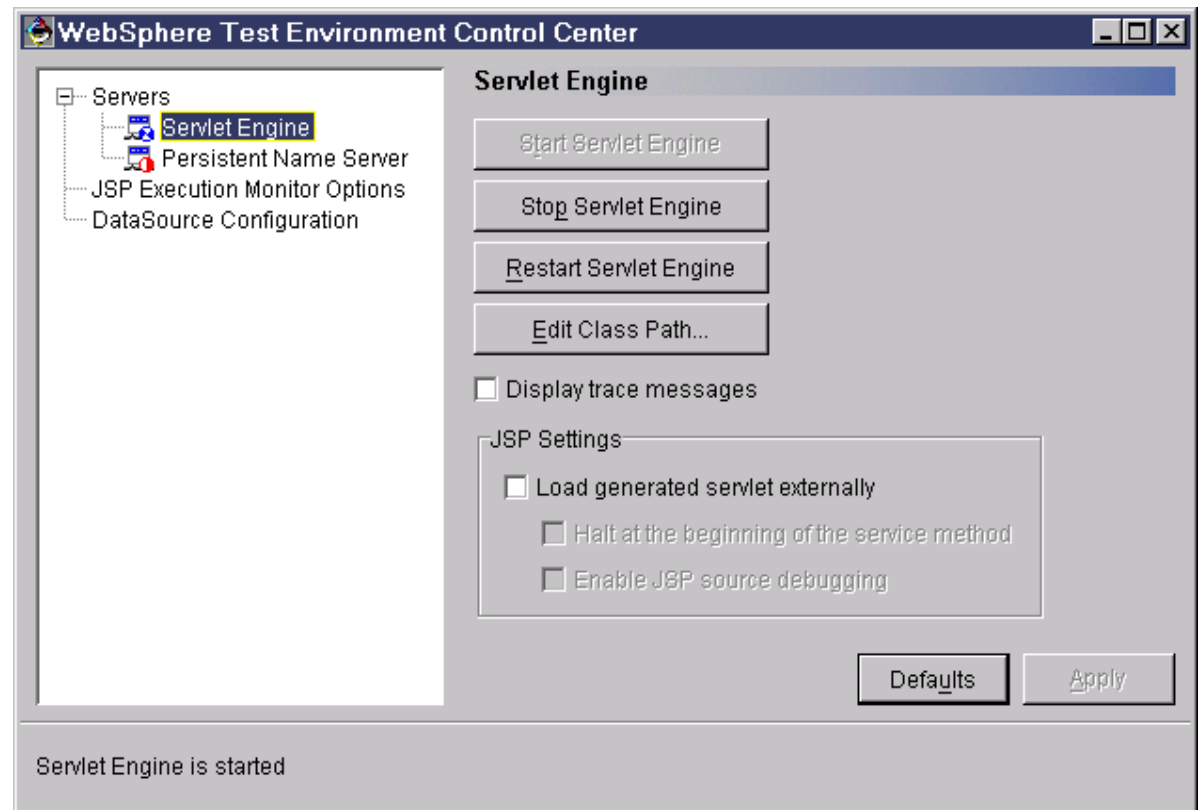 WebSphere Test Environment Control Center
Servers
Servlet Engine
Persistent Name Server
JSP Execution Monitor Options
DataSource Configuration
Servlet Engine
Start Servlet Engine
Stop Servlet Engine
Restart Servlet Engine
Edit Class Path...
Display trace messages
JSP Settings
Load generated servlet externally
Halt at the beginning of the service method
Enable JSP source debugging
Defaults
Apply
Servlet Engine is started